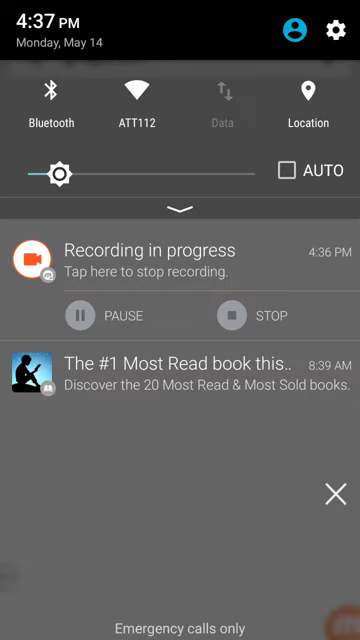 4:37 PM
Monday, May 14
Bluetooth
ATT112
Data
Location
AUTO
Recording in progress
4:36 PM
Tap here to stop recording.
PAUSE
STOP
The #1 Most Read book this..
8:39 AM
Discover the 20 Most Read & Most Sold books.
Emergency calls only